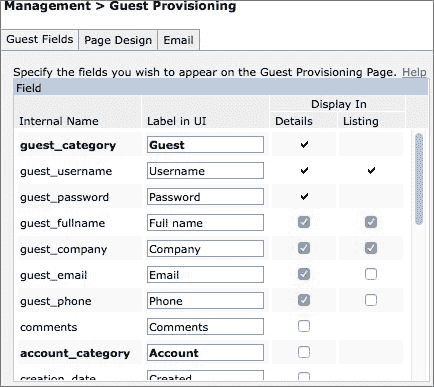 Management > Guest Provisioning
Guest Fields Page Design Email
Specify the fields you wish to appear on the Guest Provisioning Page. Help
Field
Display In
Internal Name Label in UI Details Listing
guest_category Guest
guest_username Username
guest_password Password
guest_fullname Full name
guest_company Company
guest_email Email
guest_phone Phone
comments Comments
account_category Account
creation_date Created